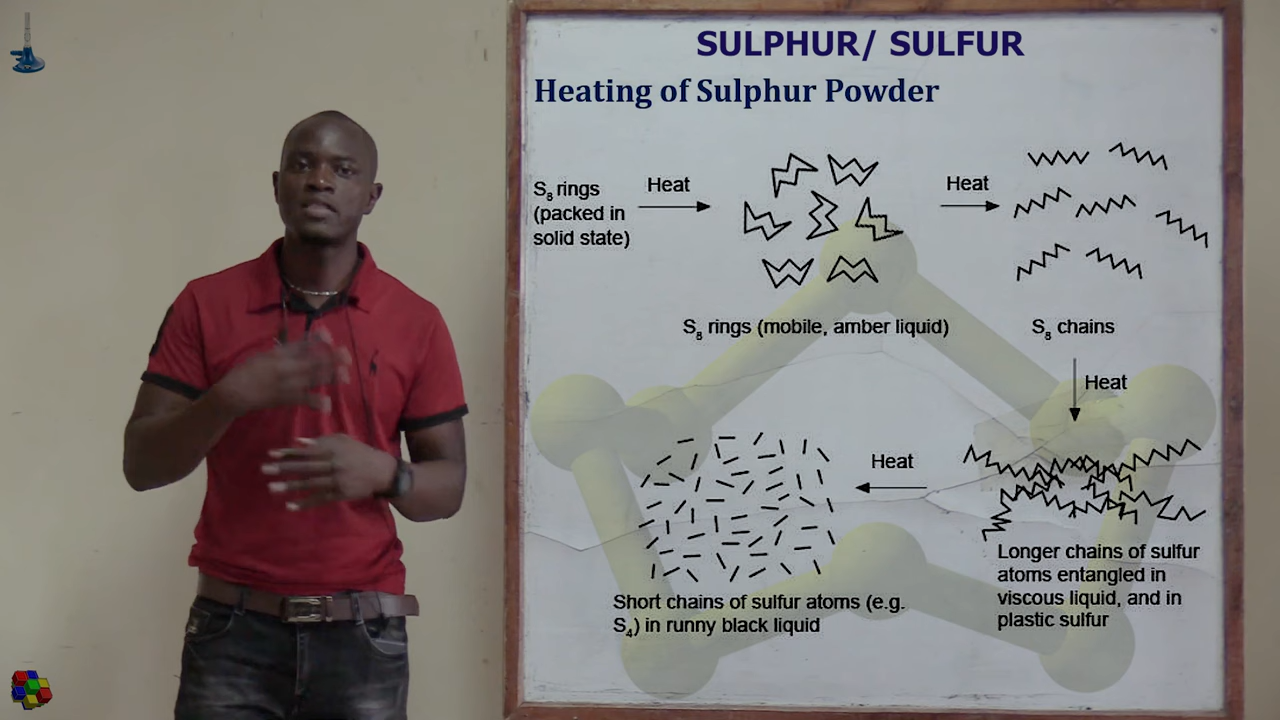 SULPHUR/ SULFUR
Heating of Sulphur Powder
S₈ rings
(packed in
solid state)
Heat
Heat
S₈ rings (mobile, amber liquid)
S₈ chains
Heat
Heat
Longer chains of sulfur
atoms entangled in
viscous liquid, and in
plastic sulfur
Short chains of sulfur atoms (e.g.
S₄) in runny black liquid